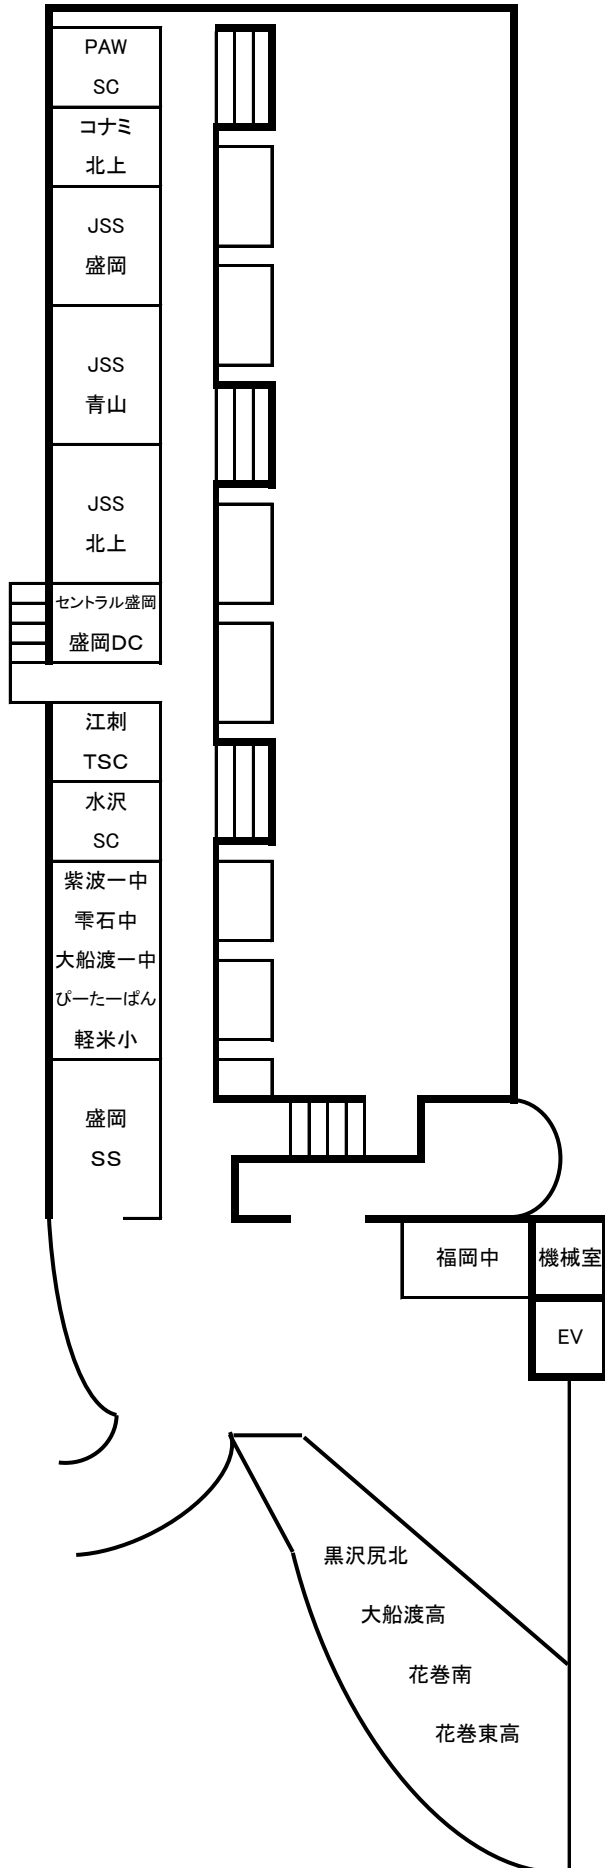 PAW
SC
コナミ
北上
JSS
盛岡
JSS
青山
JSS
北上
セントラル盛岡
盛岡DC
江刺
TSC
水沢
SC
紫波一中
雫石中
大船渡一中
ぴーたーぱん
軽米小
盛岡
SS
福岡中
機械室
EV
黒沢尻北
大船渡高
花巻南
花巻東高